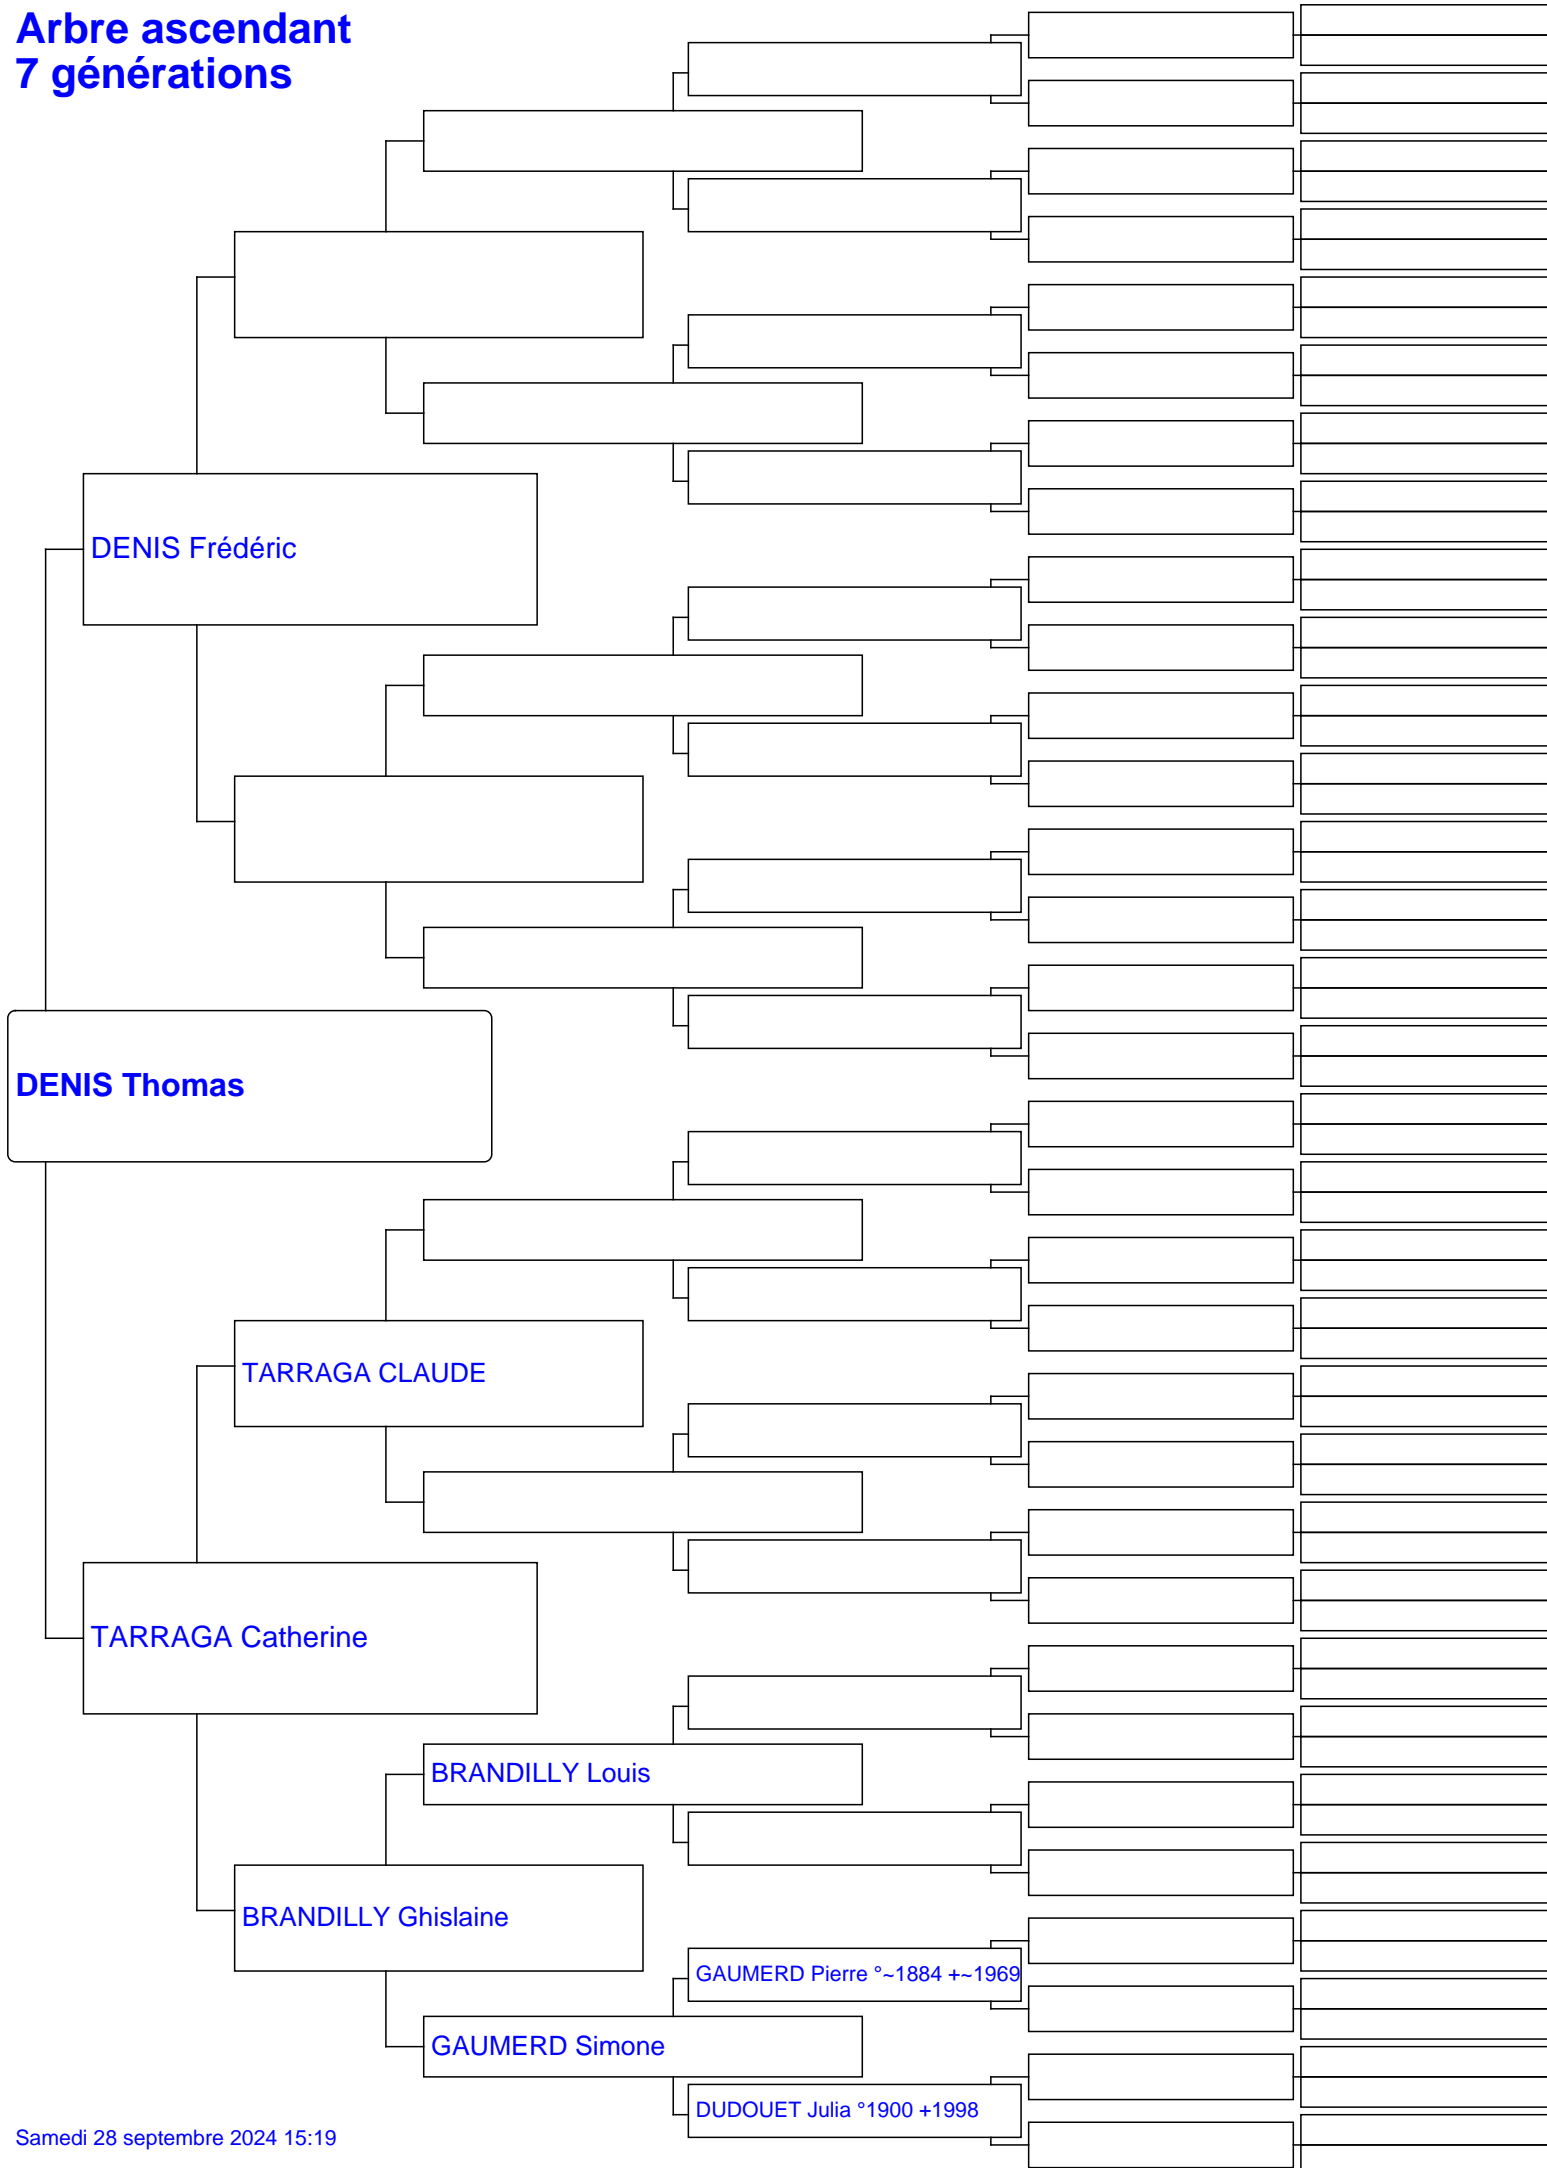 Arbre ascendant
7 générations
DENIS Frédéric
DENIS Thomas
TARRAGA CLAUDE
TARRAGA Catherine
BRANDILLY Louis
BRANDILLY Ghislaine
GAUMERD Pierre °~1884 +~1969
GAUMERD Simone
DUDOUET Julia °1900 +1998
Samedi 28 septembre 2024 15:19